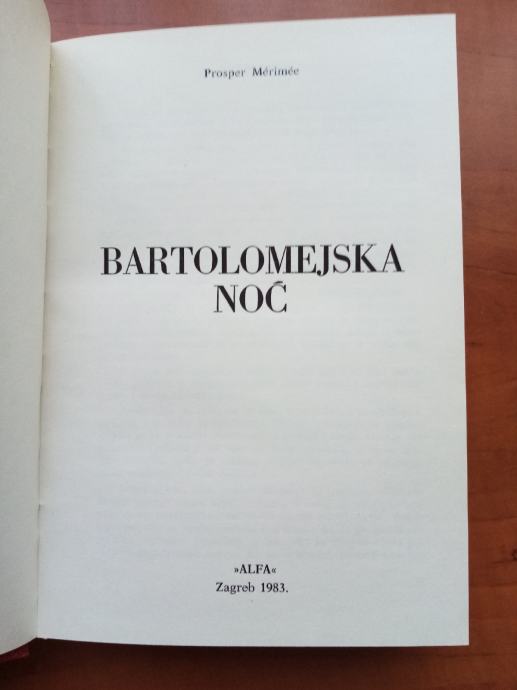 Prosper Mérimée
BARTOLOMEJSKA
NOĆ
»ALFA«
Zagreb 1983.